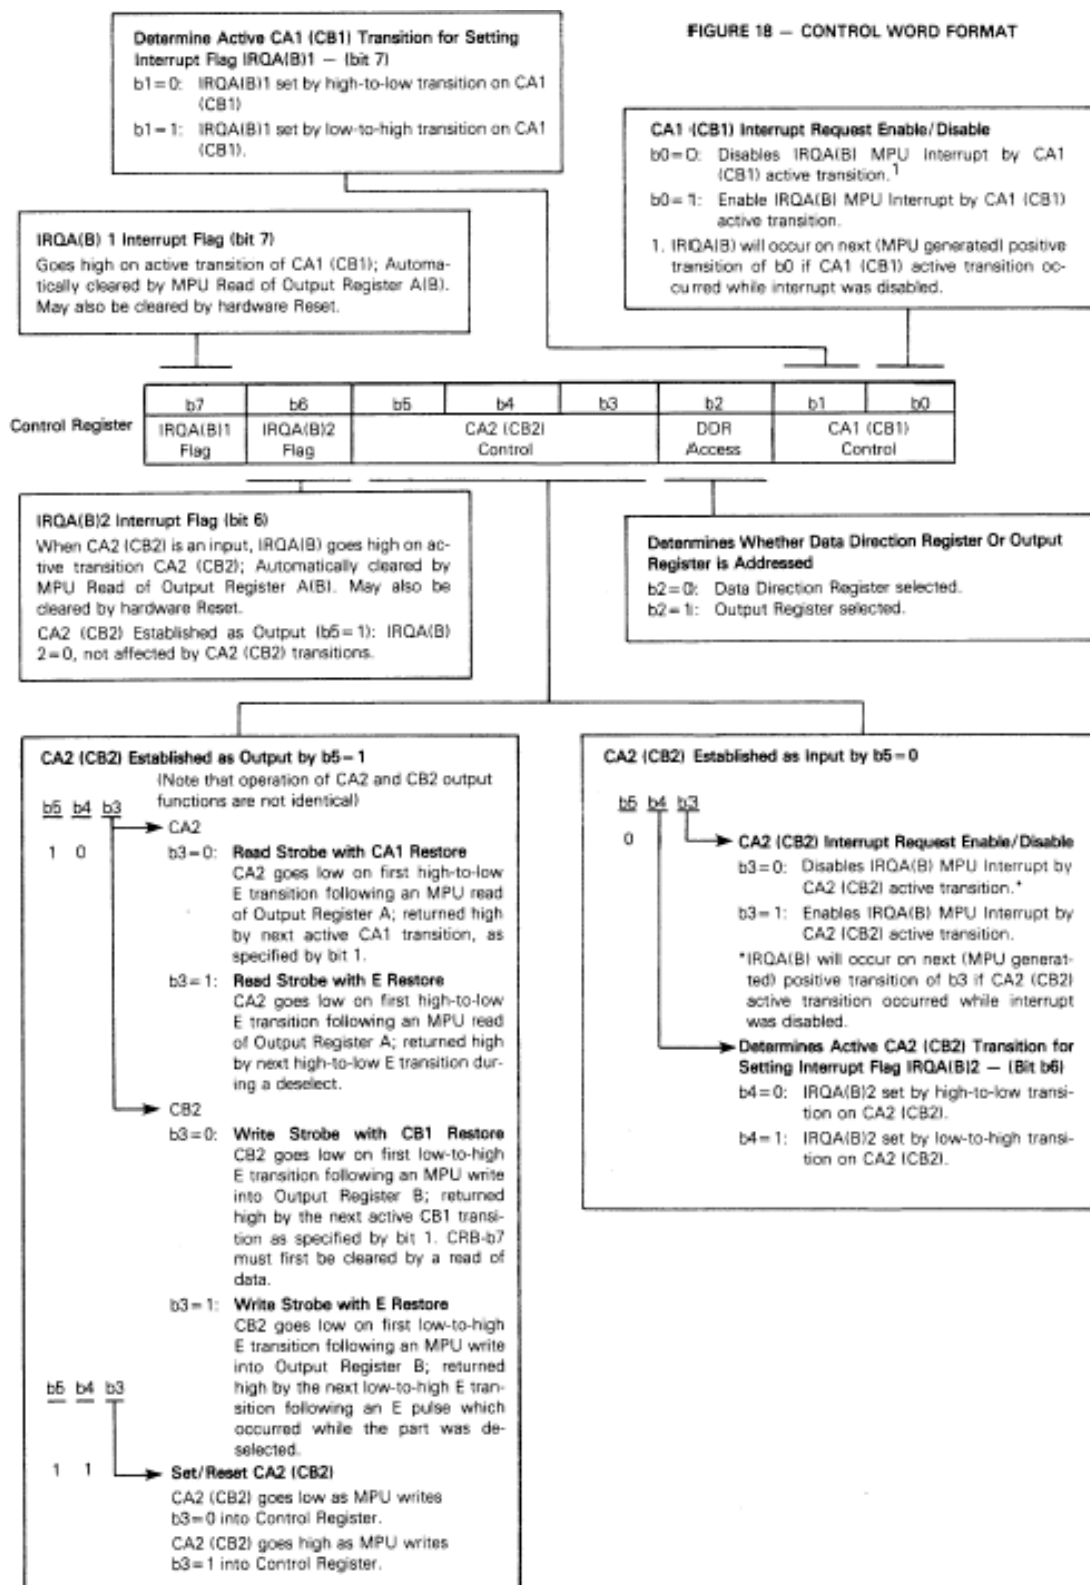 FIGURE 18 — CONTROL WORD FORMAT
Determine Active CA1 (CB1) Transition for Setting
Interrupt Flag IRQA(B)1 — (bit 7)
b1=0: IRQA(B)1 set by high-to-low transition on CA1
(CB1)
b1=1: IRQA(B)1 set by low-to-high transition on CA1
(CB1).
CA1 (CB1) Interrupt Request Enable/Disable
b0=0: Disables IRQA(B) MPU Interrupt by CA1
(CB1) active transition.1
b0=1: Enable IRQA(B) MPU Interrupt by CA1 (CB1)
active transition.
1. IRQA(B) will occur on next (MPU generated) positive
transition of b0 if CA1 (CB1) active transition oc-
curred while interrupt was disabled.
IRQA(B) 1 Interrupt Flag (bit 7)
Goes high on active transition of CA1 (CB1); Automa-
tically cleared by MPU Read of Output Register A(B).
May also be cleared by hardware Reset.
b7 b6 b5 b4 b3 b2 b1 b0
Control Register
IRQA(B)1 IRQA(B)2 CA2 (CB2) DDR CA1 (CB1)
Flag Flag Control Access Control
IRQA(B)2 Interrupt Flag (bit 6)
When CA2 (CB2) is an input, IRQA(B) goes high on ac-
tive transition CA2 (CB2); Automatically cleared by
MPU Read of Output Register A(B). May also be
cleared by hardware Reset.
CA2 (CB2) Established as Output (b5=1): IRQA(B)
2=0, not affected by CA2 (CB2) transitions.
Determines Whether Data Direction Register Or Output
Register is Addressed
b2=0: Data Direction Register selected.
b2=1: Output Register selected.
CA2 (CB2) Established as Output by b5=1
(Note that operation of CA2 and CB2 output
functions are not identical)
b5 b4 b3
CA2
1 0 b3=0: Read Strobe with CA1 Restore
CA2 goes low on first high-to-low
E transition following an MPU read
of Output Register A; returned high
by next active CA1 transition, as
specified by bit 1.
b3=1: Read Strobe with E Restore
CA2 goes low on first high-to-low
E transition following an MPU read
of Output Register A; returned high
by next high-to-low E transition dur-
ing a deselect.
CB2
b3=0: Write Strobe with CB1 Restore
CB2 goes low on first low-to-high
E transition following an MPU write
into Output Register B; returned
high by the next active CB1 transi-
tion as specified by bit 1. CRB-b7
must first be cleared by a read of
data.
b3=1: Write Strobe with E Restore
CB2 goes low on first low-to-high
E transition following an MPU write
into Output Register B; returned
high by the next low-to-high E tran-
sition following an E pulse which
occurred while the part was de-
selected.
b5 b4 b3
1 1 Set/Reset CA2 (CB2)
CA2 (CB2) goes low as MPU writes
b3=0 into Control Register.
CA2 (CB2) goes high as MPU writes
b3=1 into Control Register.
CA2 (CB2) Established as Input by b5=0
b5 b4 b3
0 CA2 (CB2) Interrupt Request Enable/Disable
b3=0: Disables IRQA(B) MPU Interrupt by
CA2 (CB2) active transition.*
b3=1: Enables IRQA(B) MPU Interrupt by
CA2 (CB2) active transition.
*IRQA(B) will occur on next (MPU genera-
ted) positive transition of b3 if CA2 (CB2)
active transition occurred while interrupt
was disabled.
Determines Active CA2 (CB2) Transition for
Setting Interrupt Flag IRQA(B)2 — (Bit b6)
b4=0: IRQA(B)2 set by high-to-low transi-
tion on CA2 (CB2).
b4=1: IRQA(B)2 set by low-to-high transi-
tion on CA2 (CB2).